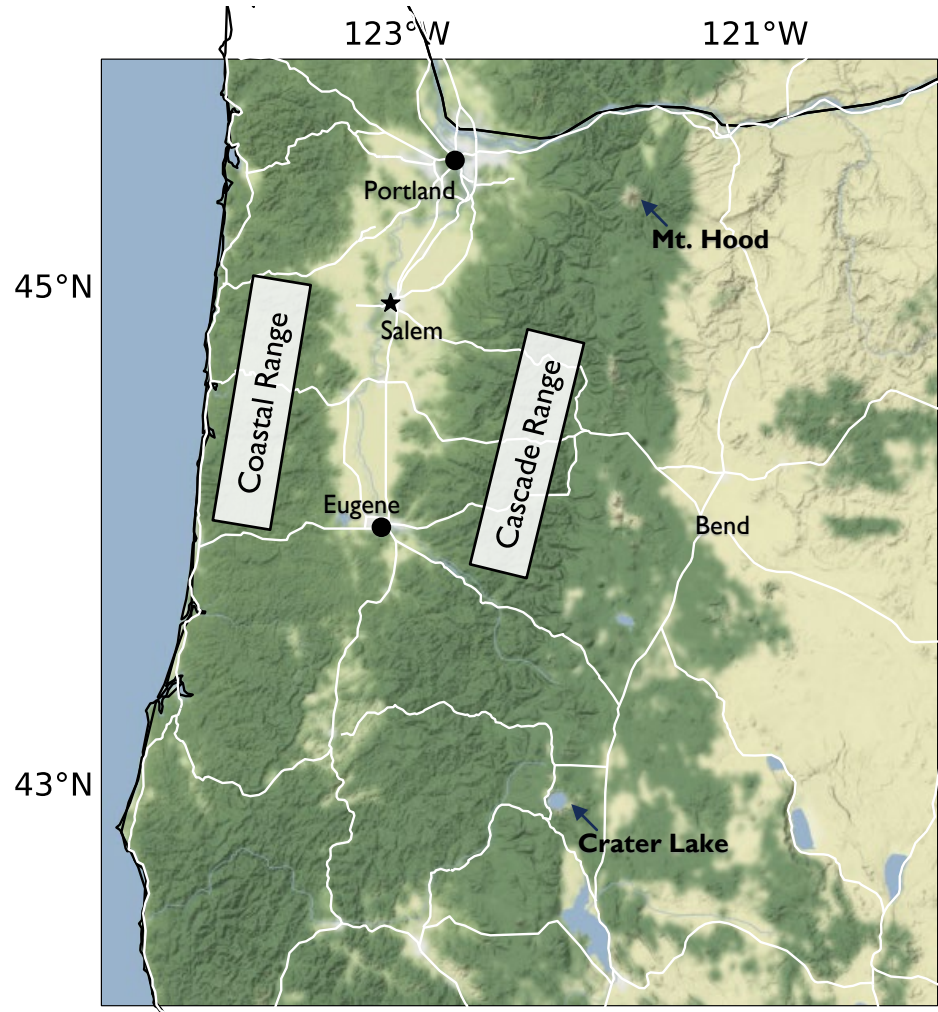 123°W
121°W
Portland
Mt. Hood
45°N
Salem
Coastal Range
Cascade Range
Eugene
Bend
43°N
Crater Lake